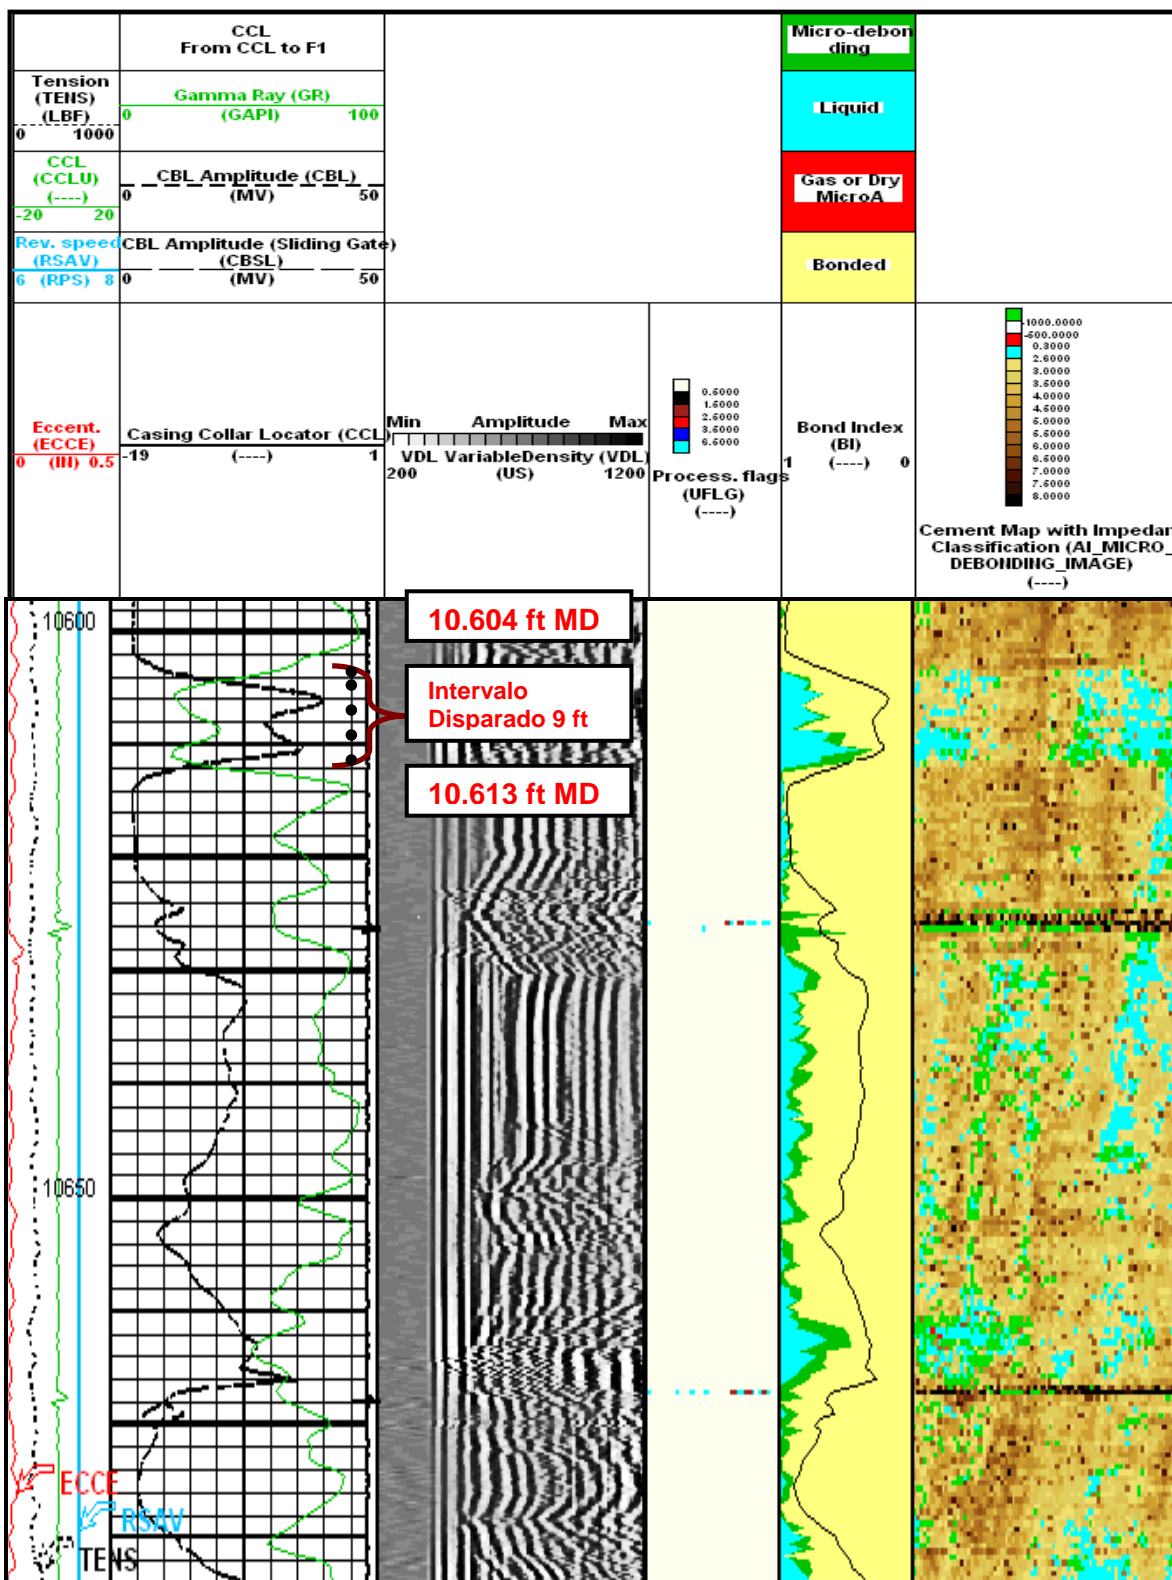 CCL
From CCL to F1
Micro-debon
ding
Tension
(TENS)
(LBF)
0 1000
Gamma Ray (GR)
0 (GAPI) 100
Liquid
CCL
(CCLU)
(----)
-20 20
CBL Amplitude (CBL)
0 (MV) 50
Gas or Dry
MicroA
Rev. speed
(RSAV)
6 (RPS) 8
CBL Amplitude (Sliding Gate)
(CBSL)
0 (MV) 50
Bonded
Eccent.
(ECCE)
0 (IN) 0.5
Casing Collar Locator (CCL)
-19 (----) 1
Min Amplitude Max
VDL VariableDensity (VDL)
200 (US) 1200
0.5000
1.5000
2.5000
3.5000
6.5000
Process. flags
(UFLG)
(----)
Bond Index
(BI)
1 (----) 0
-1000.0000
-500.0000
0.3000
2.6000
3.0000
3.5000
4.0000
4.5000
5.0000
5.5000
6.0000
6.5000
7.0000
7.5000
8.0000
Cement Map with Impedan
Classification (AI_MICRO_
DEBONDING_IMAGE)
(----)
10600
10.604 ft MD
Intervalo
Disparado 9 ft
10.613 ft MD
10650
ECCE
RSAV
TENS